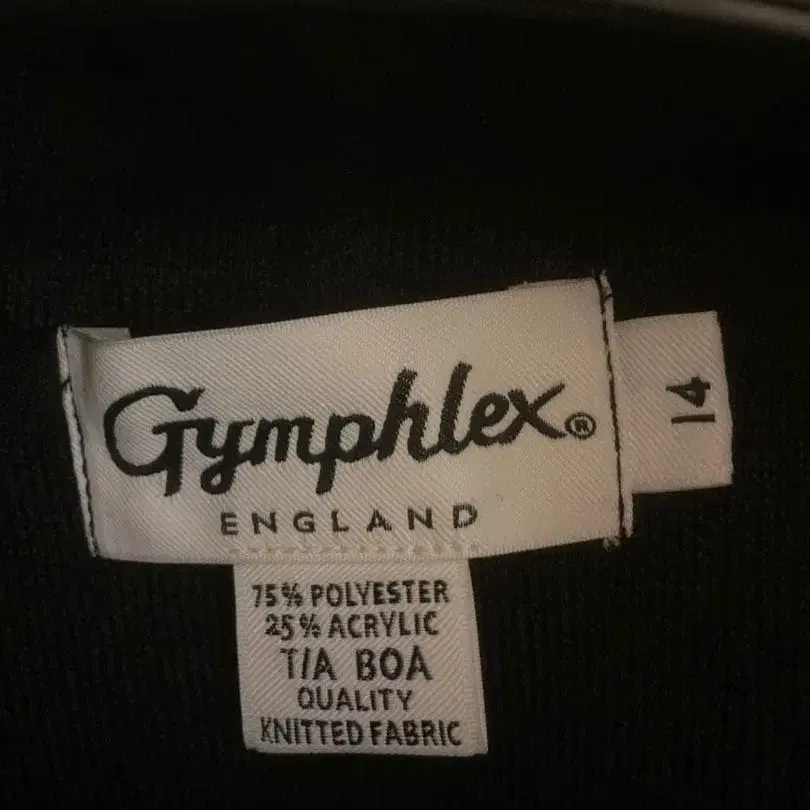 Gymphlex®
ENGLAND
14
75% POLYESTER
25% ACRYLIC
T/A BOA
QUALITY
KNITTED FABRIC